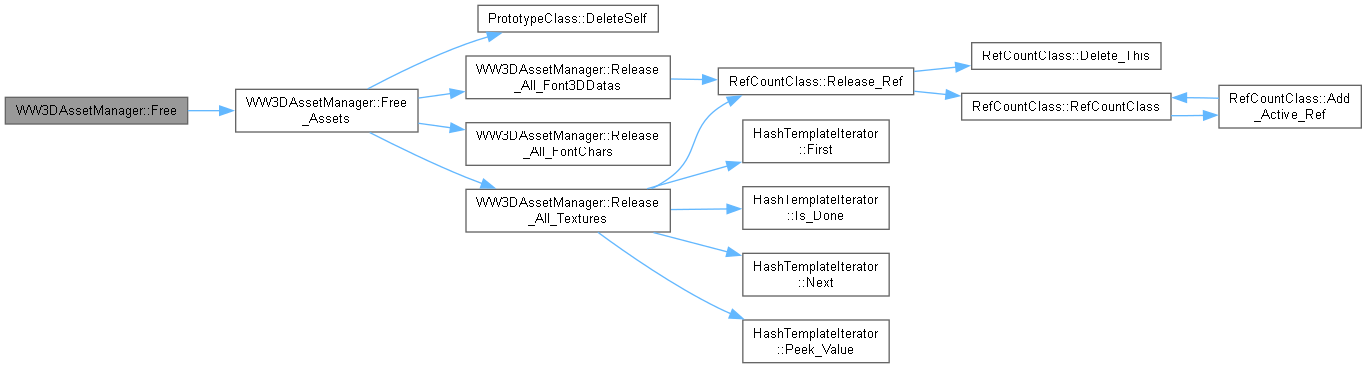 WW3DAssetManager::Free
WW3DAssetManager::Free
_Assets
PrototypeClass::DeleteSelf
WW3DAssetManager::Release
_All_Font3DDatas
WW3DAssetManager::Release
_All_FontChars
WW3DAssetManager::Release
_All_Textures
RefCountClass::Release_Ref
HashTemplateIterator
::First
HashTemplateIterator
::Is_Done
HashTemplateIterator
::Next
HashTemplateIterator
::Peek_Value
RefCountClass::Delete_This
RefCountClass::RefCountClass
RefCountClass::Add
_Active_Ref